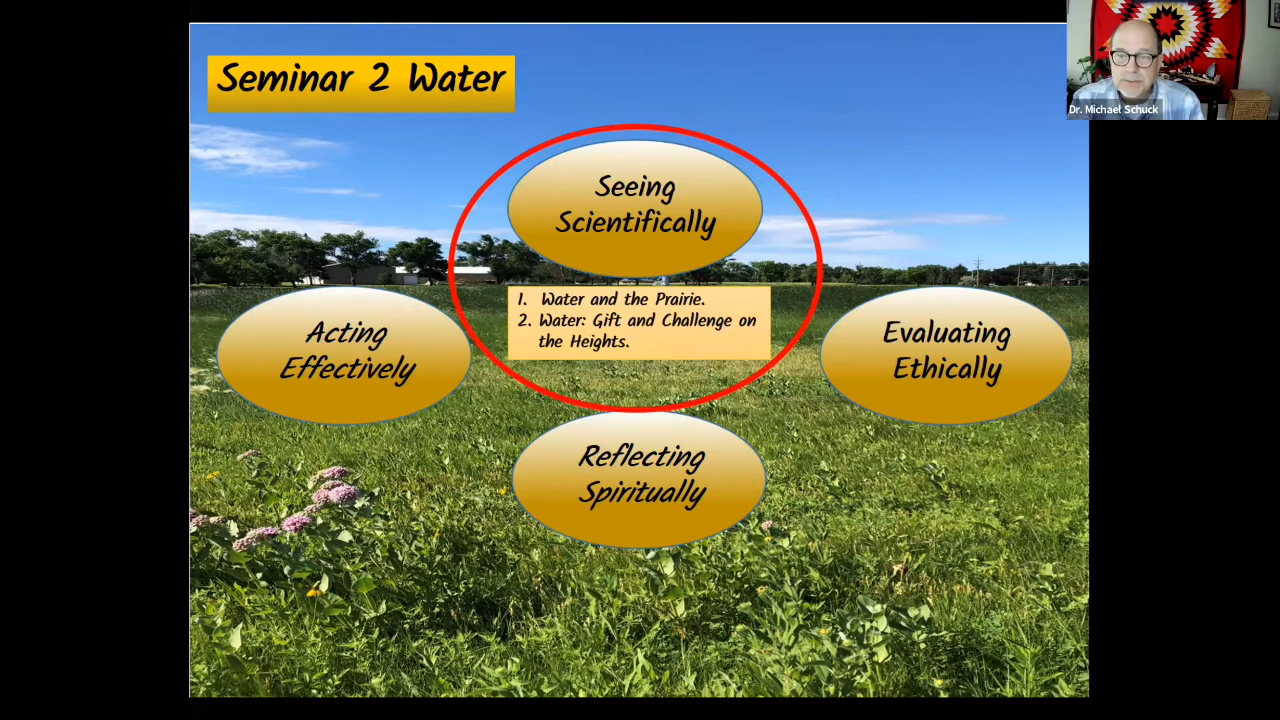 Seminar 2 Water
Dr. Michael Schuck
Seeing
Scientifically
1. Water and the Prairie.
2. Water: Gift and Challenge on
the Heights.
Acting
Effectively
Evaluating
Ethically
Reflecting
Spiritually